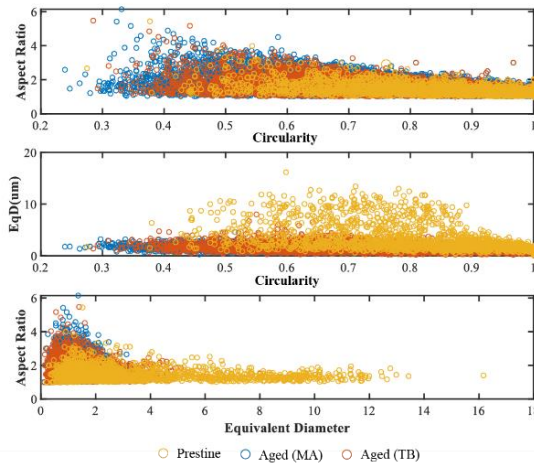 6
4
2
0
Aspect Ratio
0.2 0.3 0.4 0.5 0.6 0.7 0.8 0.9 1
Circularity
20
10
0
EqD(um)
0.2 0.3 0.4 0.5 0.6 0.7 0.8 0.9 1
Circularity
6
4
2
0
Aspect Ratio
0 2 4 6 8 10 12 14 16 18
Equivalent Diameter
Prestine Aged (MA) Aged (TB)